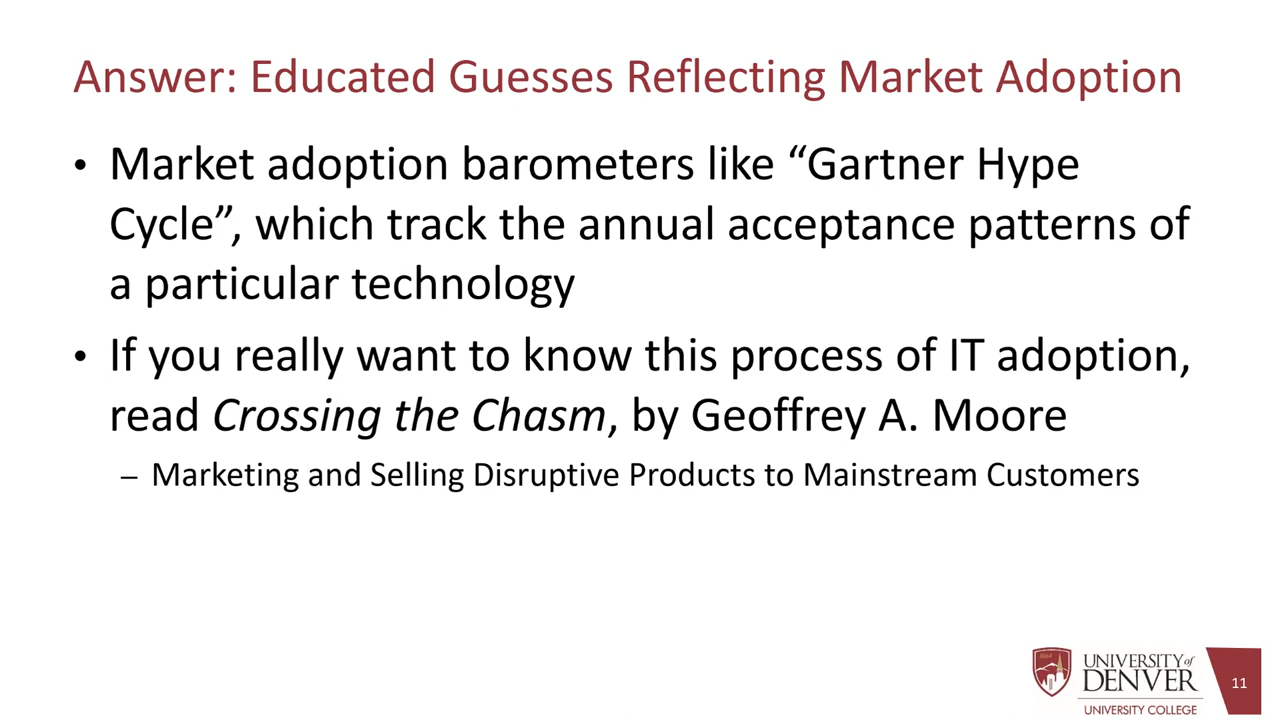 Answer: Educated Guesses Reflecting Market Adoption
• Market adoption barometers like “Gartner Hype
Cycle”, which track the annual acceptance patterns of
a particular technology
• If you really want to know this process of IT adoption,
read Crossing the Chasm, by Geoffrey A. Moore
– Marketing and Selling Disruptive Products to Mainstream Customers
UNIVERSITY of
DENVER
UNIVERSITY COLLEGE
11